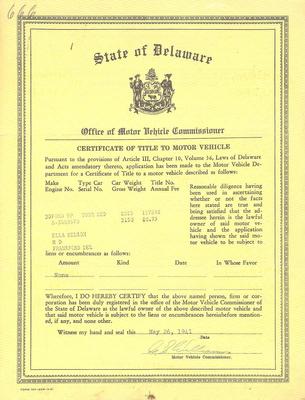 666
State of Delaware
Office of Motor Vehicle Commissioner
CERTIFICATE OF TITLE TO MOTOR VEHICLE
Pursuant to the provisions of Article III, Chapter 10, Volume 36, Laws of Delaware
and Acts amendatory thereto, application has been made to the Motor Vehicle De-
partment for a Certificate of Title to a motor vehicle described as follows:
Make Type Car Car Weight Title No.
Engine No. Serial No. Gross Weight Annual Fee
Reasonable diligence having
been used in ascertaining
whether or not the facts
here stated are true and
being satisfied that the ad-
dressee herein is the lawful
owner of said motor ve-
hicle and the application
having shown the said mo-
tor vehicle to be subject to
R D
FRANKFORD DEL
liens or encumbrances as follows:
Amount Kind Date In Whose Favor
None
Wherefore, I DO HEREBY CERTIFY that the above named person, firm or cor-
poration has been duly registered in the office of the Motor Vehicle Commissioner of
the State of Delaware as the lawful owner of the above described motor vehicle and
that said motor vehicle is subject to the liens or encumbrances hereinbefore mention-
ed, if any, and none other.
Witness my hand and seal this May 26, 1941
Date
Motor Vehicle Commissioner.